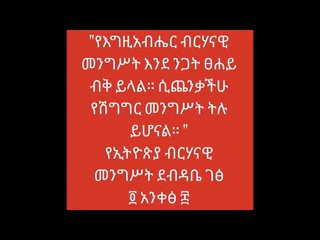 "የእግዚአብሔር ብርሃናዊ
መንግሥት እንደ ንጋት ፀሐይ
ብቅ ይላል። ሲጨንቃችሁ
የሽግግር መንግሥት ትሉ
ይሆናል። "
የኢትዮጵያ ብርሃናዊ
መንግሥት ደብዳቤ ገፅ
፬ አንቀፅ ፰